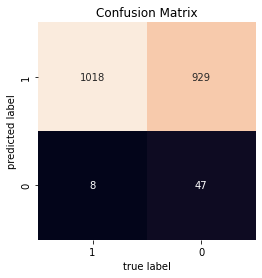 Confusion Matrix
predicted label
1
1018 929
0
8 47
1 0
true label